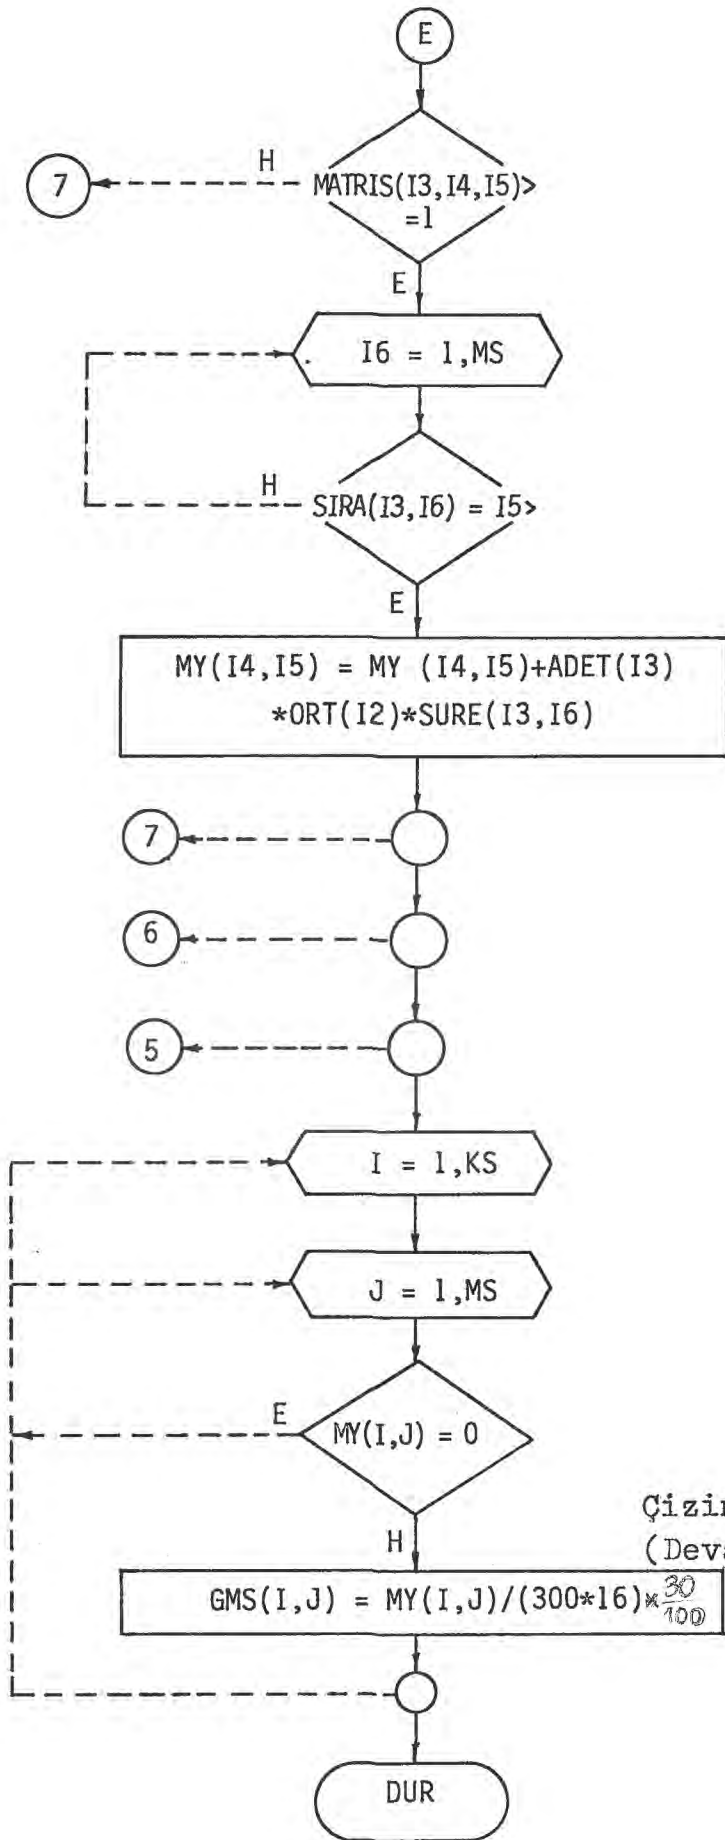 E
H
7
MATRIS(I3,I4,I5)>
=1
E
I6 = 1,MS
H
SIRA(I3,I6) = I5>
E
MY(I4,I5) = MY (I4,I5)+ADET(I3)
*ORT(I2)*SURE(I3,I6)
7
6
5
I = 1,KS
J = 1,MS
E
MY(I,J) = 0
H
GMS(I,J) = MY(I,J)/(300*16)*30/100
DUR